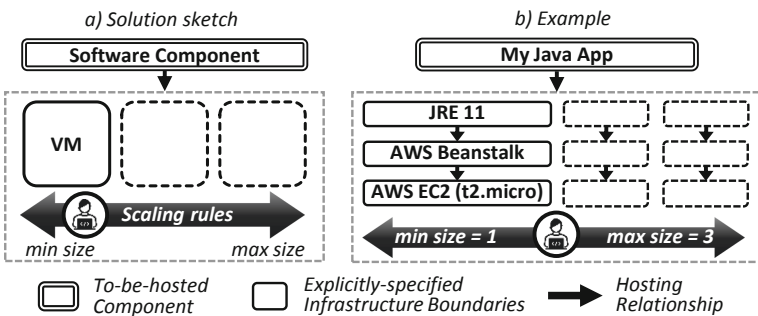 a) Solution sketch
Software Component
VM
Scaling rules
min size
max size
b) Example
My Java App
JRE 11
AWS Beanstalk
AWS EC2 (t2.micro)
min size = 1
max size = 3
To-be-hosted
Component
Explicitly-specified
Infrastructure Boundaries
Hosting
Relationship